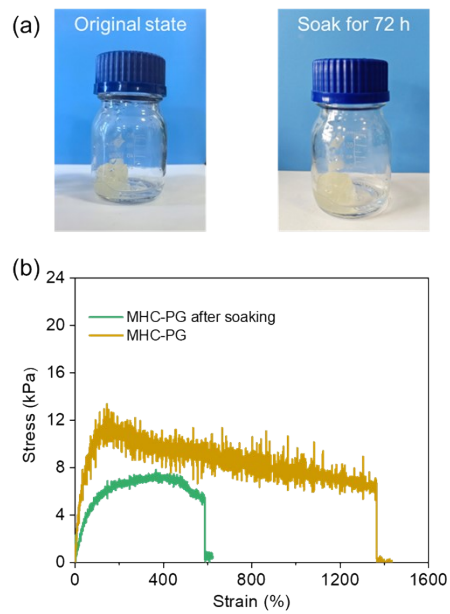 (a)
Original state
Soak for 72 h
(b)
24
20
16
12
8
4
0
Stress (kPa)
MHC-PG after soaking
MHC-PG
0
400
800
1200
1600
Strain (%)